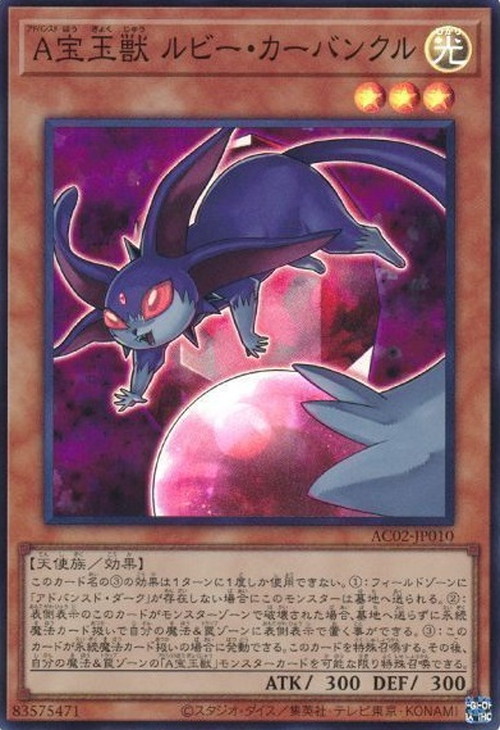 A宝玉獣 ルビー・カーバンクル
光
AC02-JP010
【天使族/効果】
このカード名の③の効果は1ターンに1度しか使用できない。①:フィールドゾーンに
「アドバンスド・ダーク」が存在しない場合にこのモンスターは墓地へ送られる。②:
表側表示のこのカードがモンスターゾーンで破壊された場合、墓地へ送らずに永続
魔法カード扱いで自分の魔法&罠ゾーンに表側表示で置く事ができる。③:この
カードが永続魔法カード扱いの場合に発動できる。このカードを特殊召喚する。その後、
自分の魔法&罠ゾーンの「A宝玉獣」モンスターカードを可能な限り特殊召喚できる。
ATK/ 300 DEF/ 300
83575471
©スタジオ・ダイス/集英社・テレビ東京・KONAMI